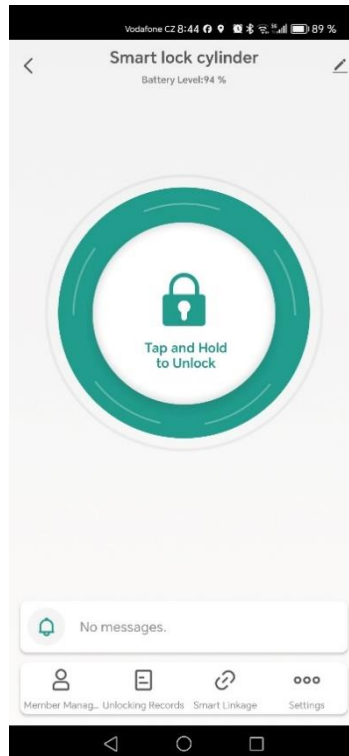 Vodafone CZ 8:44 89 %
Smart lock cylinder
Battery Level:94 %
Tap and Hold
to Unlock
No messages.
Member Manag... Unlocking Records Smart Linkage Settings